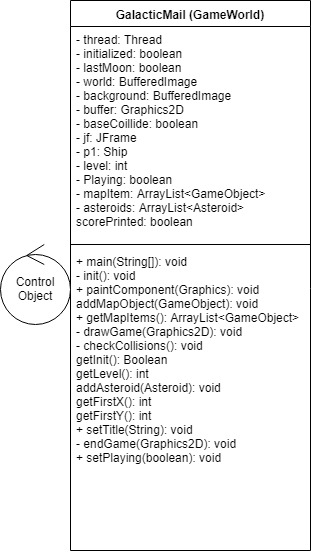 GalacticMail (GameWorld)
- thread: Thread
- initialized: boolean
- lastMoon: boolean
- world: BufferedImage
- background: BufferedImage
- buffer: Graphics2D
- baseCoillide: boolean
- jf: JFrame
- p1: Ship
- level: int
- Playing: boolean
- mapItem: ArrayList<GameObject>
- asteroids: ArrayList<Asteroid>
scorePrinted: boolean
Control
Object
+ main(String[]): void
- init(): void
+ paintComponent(Graphics): void
addMapObject(GameObject): void
+ getMapItems(): ArrayList<GameObject>
- drawGame(Graphics2D): void
- checkCollisions(): void
getInit(): Boolean
getLevel(): int
addAsteroid(Asteroid): void
getFirstX(): int
getFirstY(): int
+ setTitle(String): void
- endGame(Graphics2D): void
+ setPlaying(boolean): void